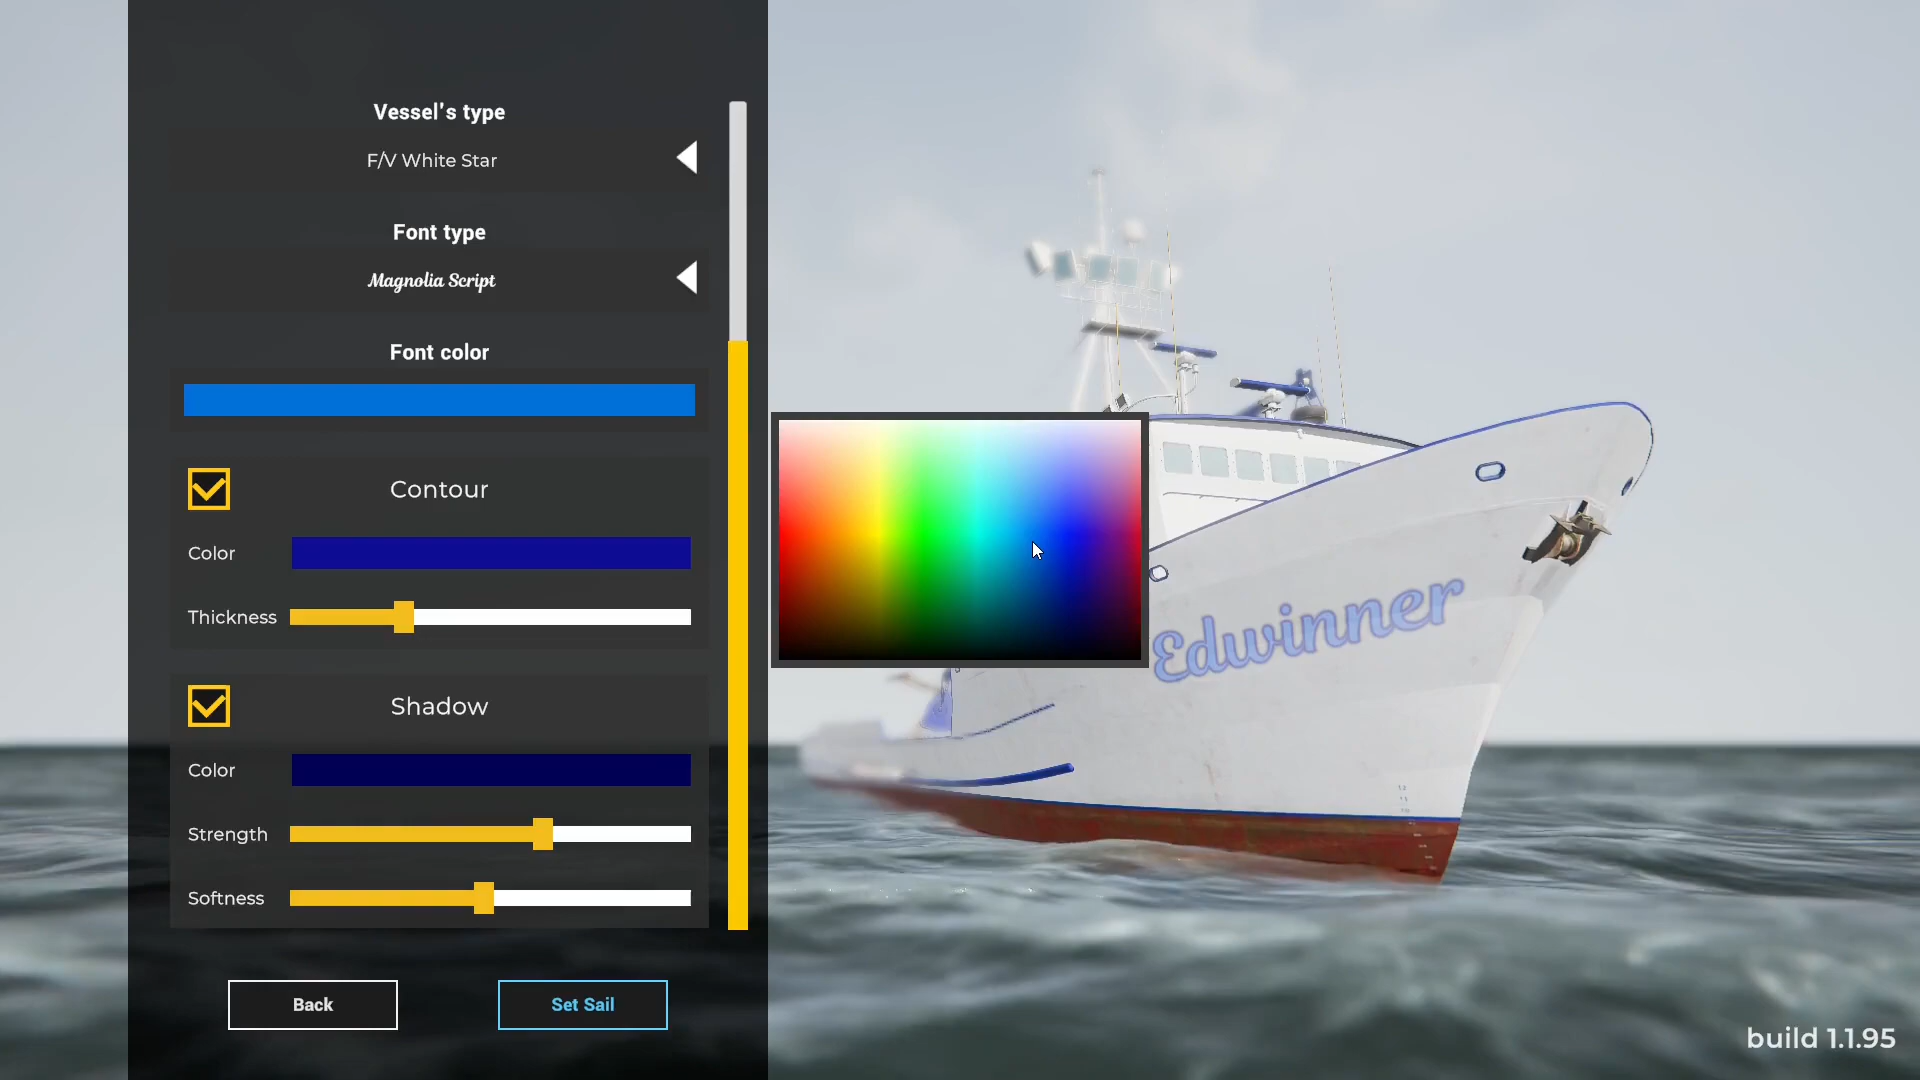 Vessel's type
F/V White Star
Font type
Magnolia Script
Font color
Contour
Color
Thickness
Shadow
Color
Strength
Softness
Back
Set Sail
Edwinner
build 1.1.95